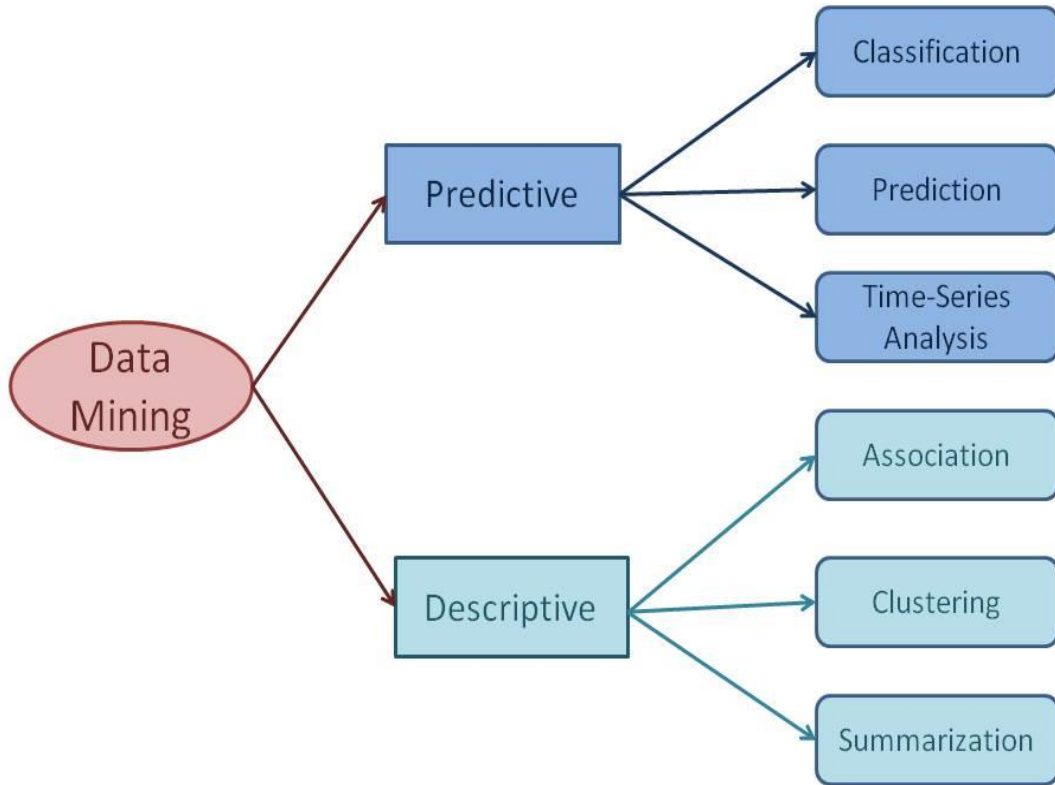 Data
Mining
Predictive
Classification
Prediction
Time-Series
Analysis
Descriptive
Association
Clustering
Summarization